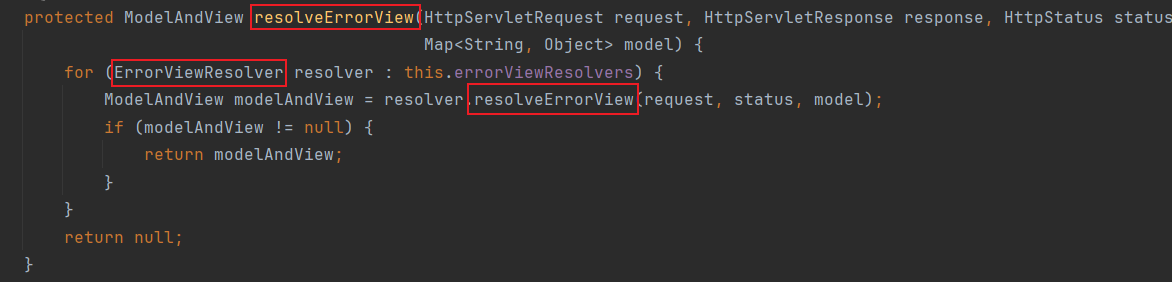 protected ModelAndView resolveErrorView(HttpServletRequest request, HttpServletResponse response, HttpStatus status
Map<String, Object> model) {
for (ErrorViewResolver resolver : this.errorViewResolvers) {
ModelAndView modelAndView = resolver.resolveErrorView(request, status, model);
if (modelAndView != null) {
return modelAndView;
}
}
return null;
}